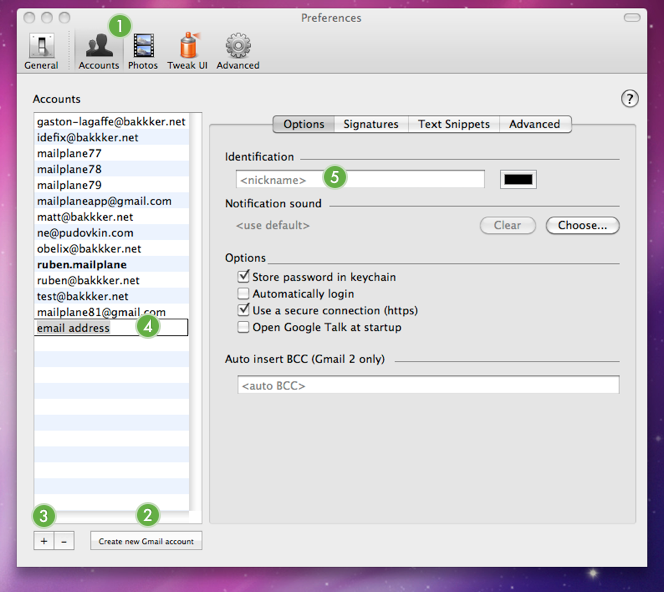 Preferences
1
General
Accounts
Photos
Tweak UI
Advanced
Accounts
?
gaston-lagaffe@bakkker.net
idefix@bakkker.net
mailplane77
mailplane78
mailplane79
mailplaneapp@gmail.com
matt@bakkker.net
ne@pudovkin.com
obelix@bakkker.net
ruben.mailplane
ruben@bakkker.net
test@bakkker.net
mailplane81@gmail.com
email address
4
3
2
+
−
Create new Gmail account
Options
Signatures
Text Snippets
Advanced
Identification
<nickname>
5
Notification sound
<use default>
Clear
Choose...
Options
Store password in keychain
Automatically login
Use a secure connection (https)
Open Google Talk at startup
Auto insert BCC (Gmail 2 only)
<auto BCC>